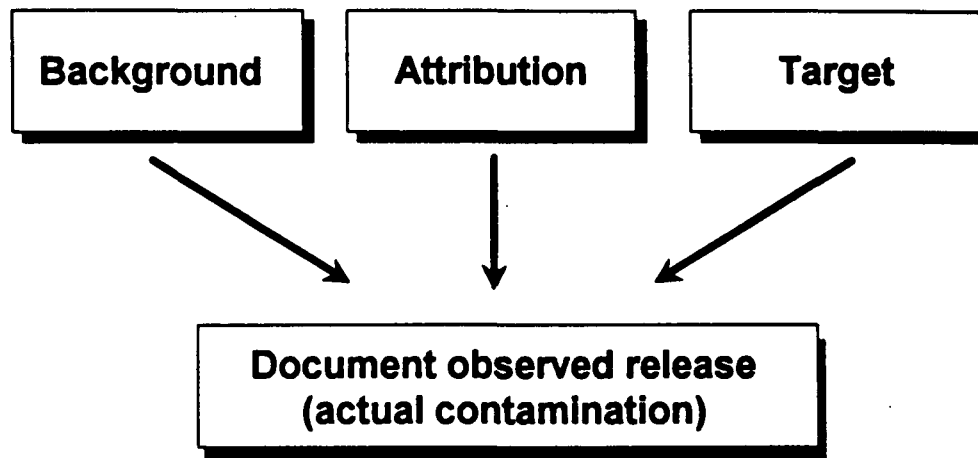 Background
Attribution
Target
Document observed release
(actual contamination)